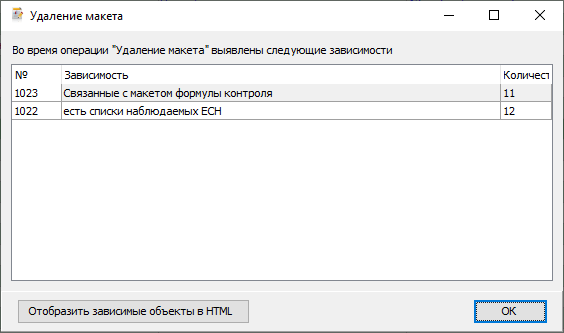 Удаление макета
Во время операции "Удаление макета" выявлены следующие зависимости
№ Зависимость Количест
1023 Связанные с макетом формулы контроля 11
1022 есть списки наблюдаемых ЕСН 12
Отобразить зависимые объекты в HTML OK